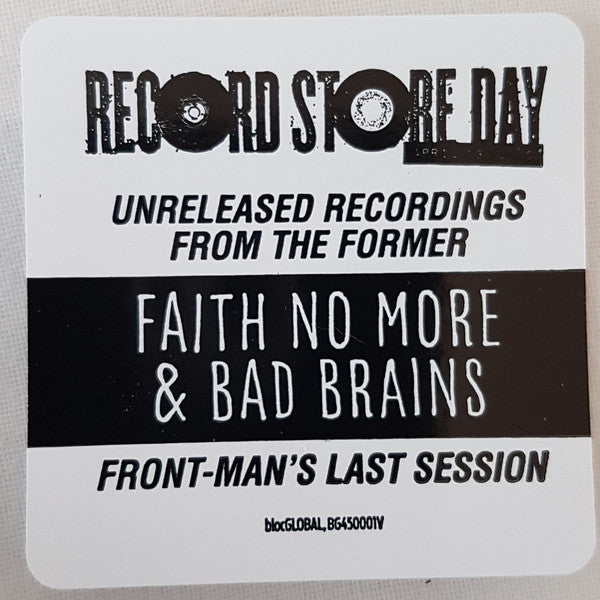 RECORD STORE DAY
UNRELEASED RECORDINGS
FROM THE FORMER
FAITH NO MORE
& BAD BRAINS
FRONT-MAN'S LAST SESSION
blocGLOBAL, BG450001V